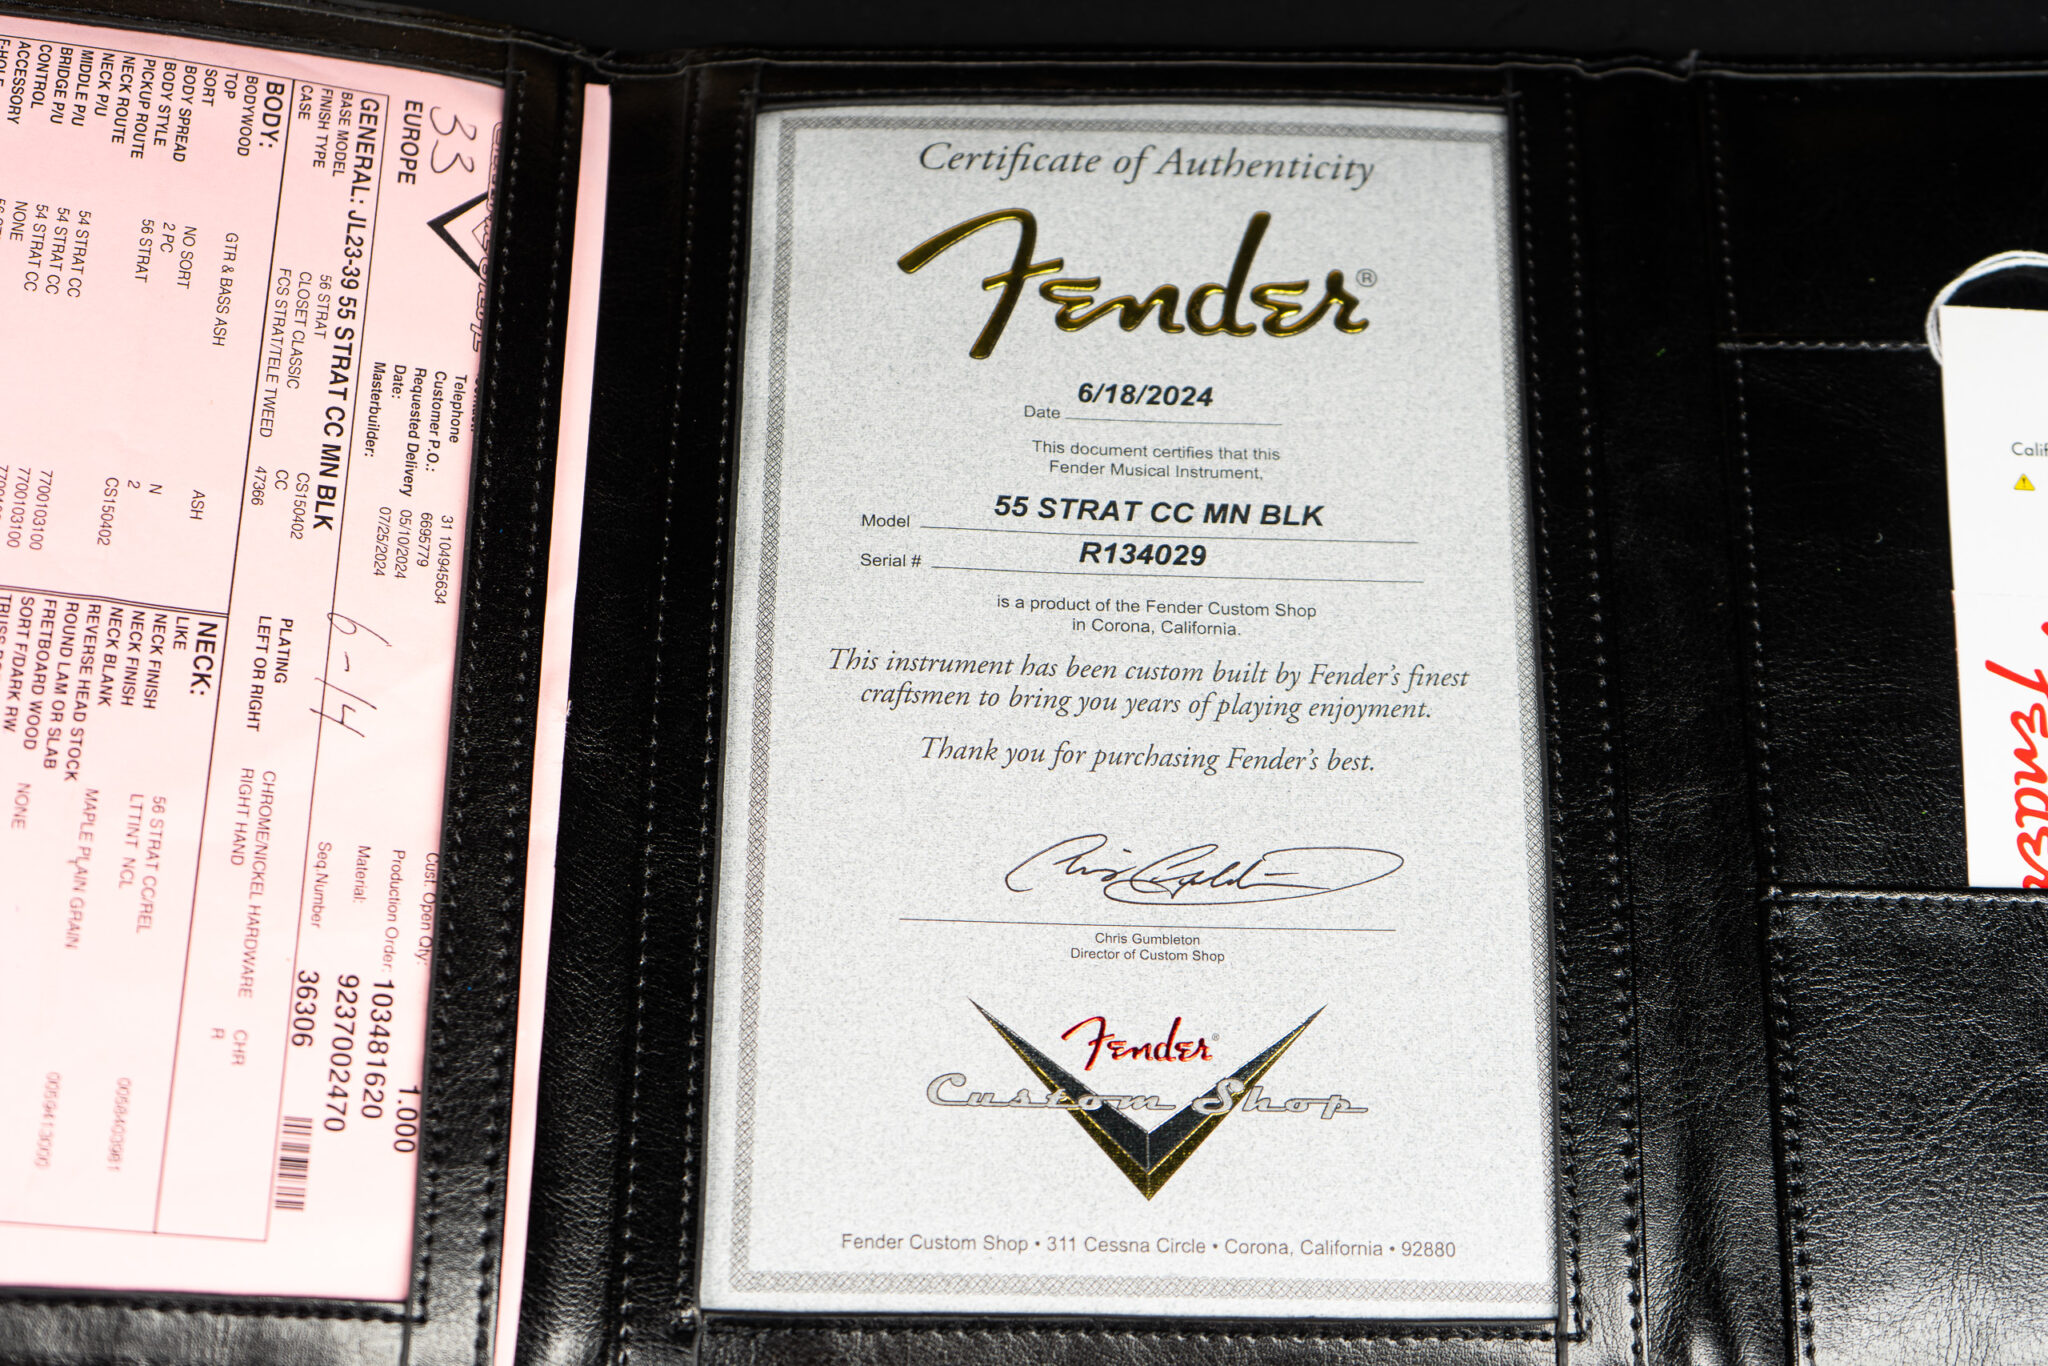 Certificate of Authenticity
Fender®
6/18/2024
Date
This document certifies that this
Fender Musical Instrument,
Model 55 STRAT CC MN BLK
Serial # R134029
is a product of the Fender Custom Shop
in Corona, California.
This instrument has been custom built by Fender's finest
craftsmen to bring you years of playing enjoyment.
Thank you for purchasing Fender's best.
Chris Gumbleton
Director of Custom Shop
Fender®
Custom Shop
Fender Custom Shop • 311 Cessna Circle • Corona, California • 92880
33
EUROPE
Telephone 31 104945634
Customer P.O.: 6695779
Requested Delivery 05/10/2024
Date: 07/25/2024
Masterbuilder:
Cust. Open Qty: 1.000
Production Order: 103481620
Material: 9237002470
Seq.Number 36306
6-14
GENERAL: JL23-39 55 STRAT CC MN BLK
BASE MODEL 56 STRAT CS150402
FINISH TYPE CLOSET CLASSIC CC
CASE FCS STRAT/TELE TWEED 47366
PLATING CHROME/NICKEL HARDWARE CHR
LEFT OR RIGHT RIGHT HAND R
BODY:
BODYWOOD GTR & BASS ASH ASH
TOP
SORT NO SORT N
BODY SPREAD 2 PC 2
BODY STYLE 56 STRAT CS150402
PICKUP ROUTE
NECK ROUTE
NECK P/U 54 STRAT CC 7700103100
MIDDLE P/U 54 STRAT CC 7700103100
BRIDGE P/U 54 STRAT CC
CONTROL NONE
ACCESSORY
NECK:
LIKE
NECK FINISH 56 STRAT CC/REL
NECK FINISH LTTINT NCL
NECK BLANK
REVERSE HEAD STOCK MAPLE PLAIN GRAIN
ROUND LAM OR SLAB
FRETBOARD WOOD
SORT F/DARK RW NONE
Calif
Fender